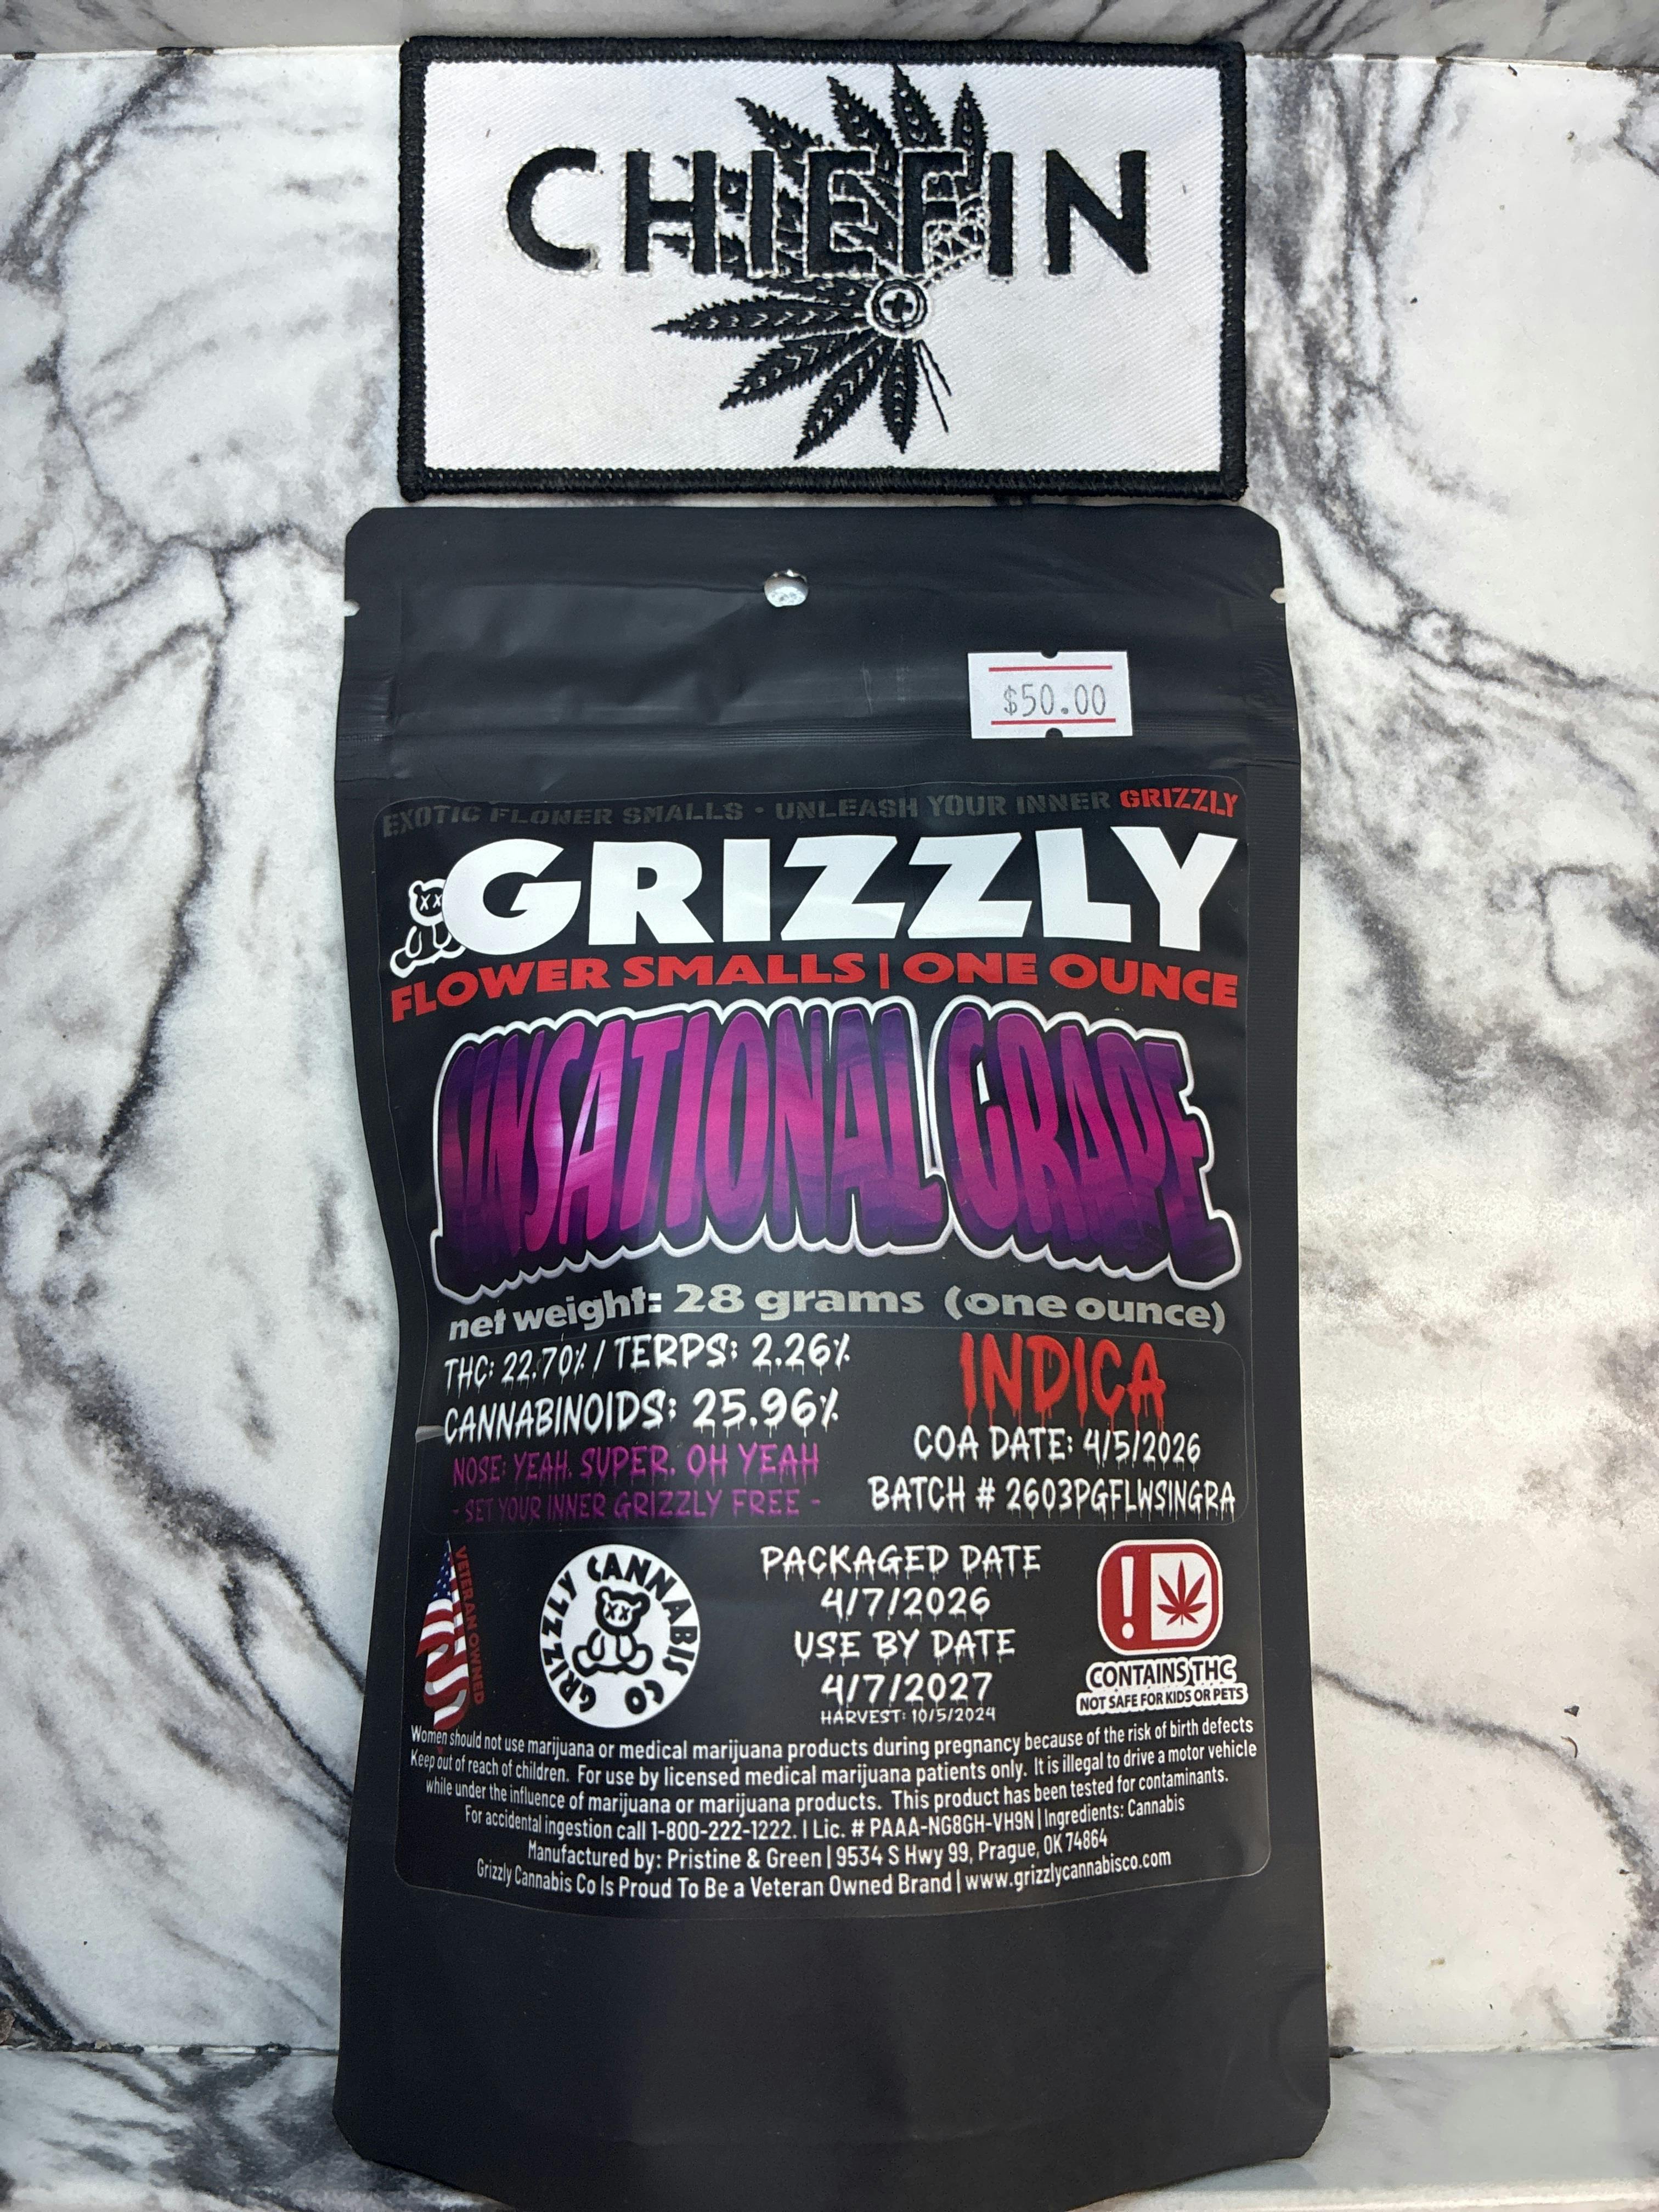 CHIEFIN
$50.00
EXOTIC FLOWER SMALLS • UNLEASH YOUR INNER GRIZZLY
GRIZZLY
FLOWER SMALLS | ONE OUNCE
SINSATIONAL GRAPE
net weight: 28 grams (one ounce)
THC: 22.70% / TERPS: 2.26%
CANNABINOIDS: 25.96%
NOSE: YEAH. SUPER. OH YEAH
- SET YOUR INNER GRIZZLY FREE -
INDICA
COA DATE: 4/5/2026
BATCH # 2603PGFLWSINGRA
VETERAN OWNED
GRIZZLY CANNABIS CO
PACKAGED DATE
4/7/2026
USE BY DATE
4/7/2027
HARVEST: 10/5/2024
!
CONTAINS THC
NOT SAFE FOR KIDS OR PETS
Women should not use marijuana or medical marijuana products during pregnancy because of the risk of birth defects
Keep out of reach of children. For use by licensed medical marijuana patients only. It is illegal to drive a motor vehicle
while under the influence of marijuana or marijuana products. This product has been tested for contaminants.
For accidental ingestion call 1-800-222-1222. | Lic. # PAAA-NG8GH-VH9N | Ingredients: Cannabis
Manufactured by: Pristine & Green | 9534 S Hwy 99, Prague, OK 74864
Grizzly Cannabis Co Is Proud To Be a Veteran Owned Brand | www.grizzlycannabisco.com